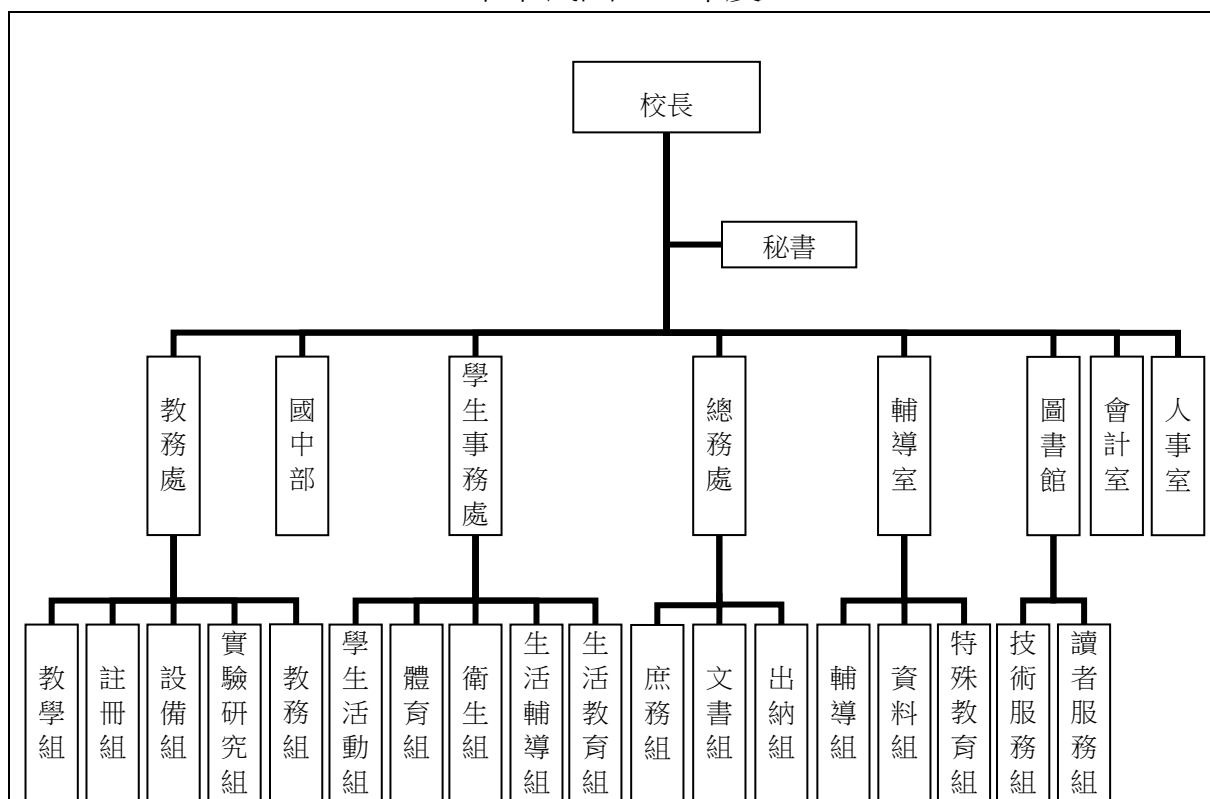 校長
秘書
教務處
國中部
學生事務處
總務處
輔導室
圖書館
會計室
人事室
教學組
註冊組
設備組
實驗研究組
教務組
學生活動組
體育組
衛生組
生活輔導組
生活教育組
庶務組
文書組
出納組
輔導組
資料組
特殊教育組
技術服務組
讀者服務組